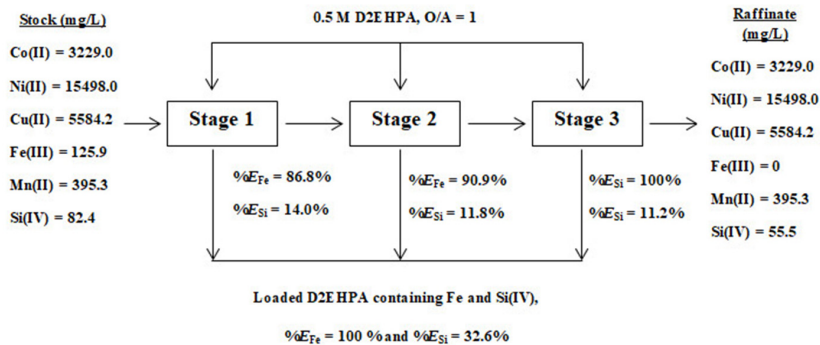 Stock (mg/L)
Co(II) = 3229.0
Ni(II) = 15498.0
Cu(II) = 5584.2
Fe(III) = 125.9
Mn(II) = 395.3
Si(IV) = 82.4
0.5 M D2EHPA, O/A = 1
Stage 1
Stage 2
Stage 3
%EFe = 86.8%
%ESi = 14.0%
%EFe = 90.9%
%ESi = 11.8%
%ESi = 100%
%ESi = 11.2%
Raffinate
(mg/L)
Co(II) = 3229.0
Ni(II) = 15498.0
Cu(II) = 5584.2
Fe(III) = 0
Mn(II) = 395.3
Si(IV) = 55.5
Loaded D2EHPA containing Fe and Si(IV),
%EFe = 100 % and %ESi = 32.6%